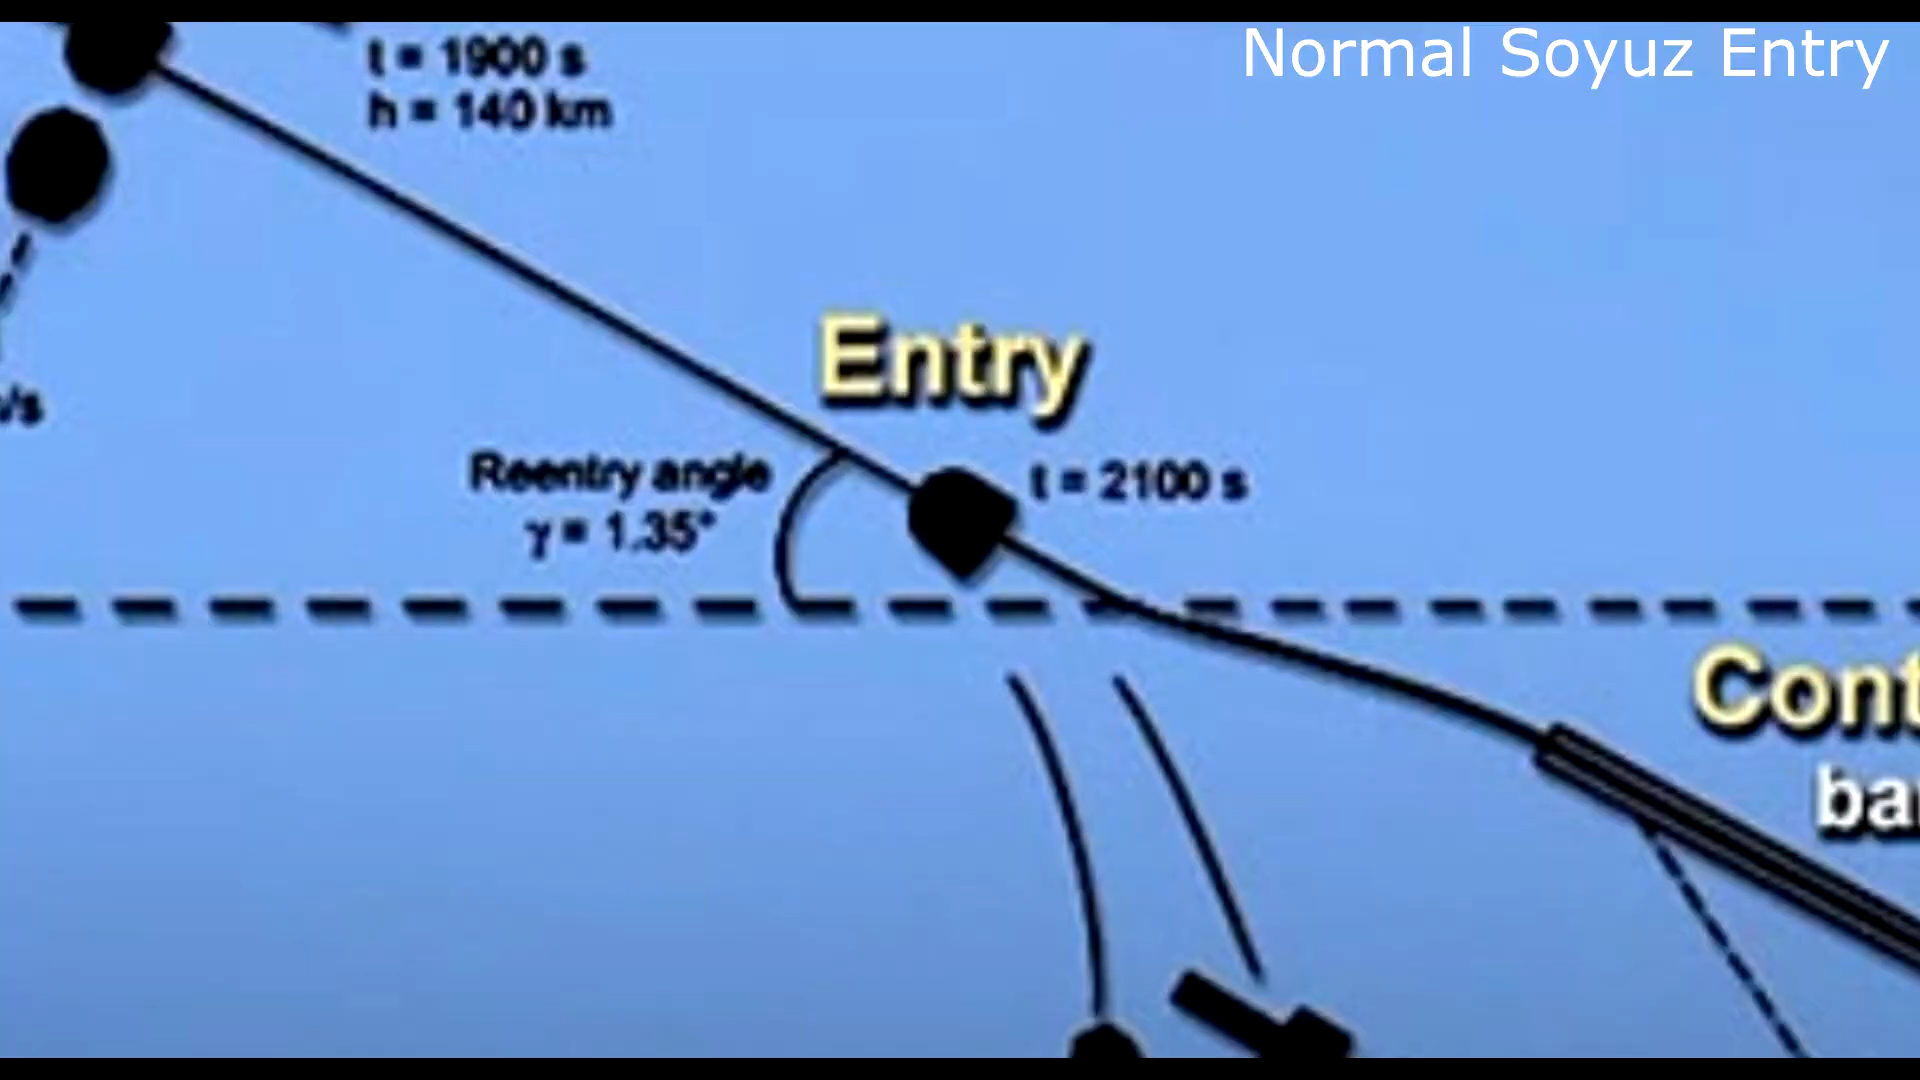 Normal Soyuz Entry
t = 1900 s
h = 140 km
Entry
/s
Reentry angle
γ = 1.35°
t = 2100 s